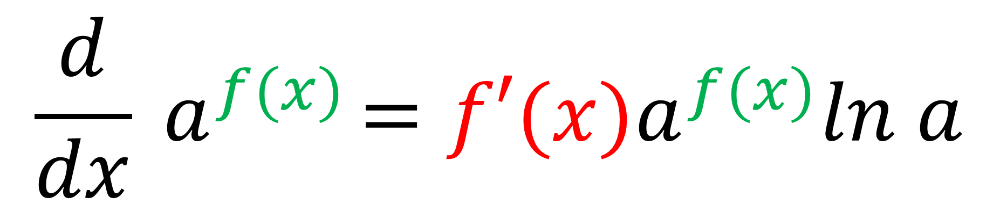 d/dx a^f(x) = f′(x)a^f(x) ln a